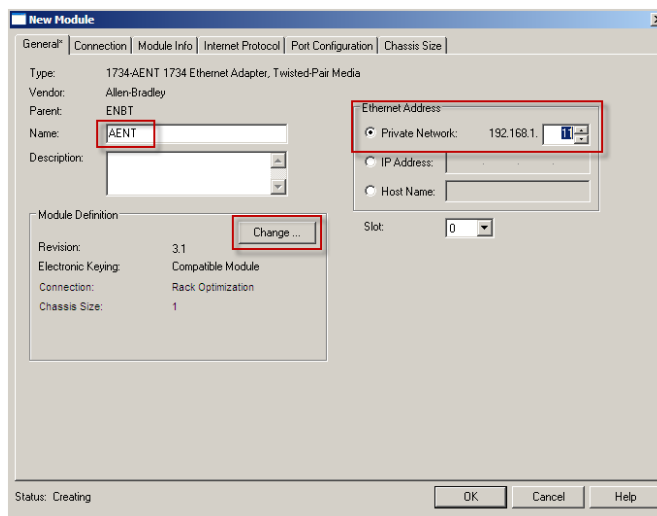 New Module
General* Connection Module Info Internet Protocol Port Configuration Chassis Size
Type: 1734-AENT 1734 Ethernet Adapter, Twisted-Pair Media
Vendor: Allen-Bradley
Parent: ENBT
Name: AENT
Description:
Ethernet Address
Private Network: 192.168.1. 11
IP Address: . . .
Host Name:
Module Definition
Change ...
Slot: 0
Revision: 3.1
Electronic Keying: Compatible Module
Connection: Rack Optimization
Chassis Size: 1
Status: Creating
OK Cancel Help